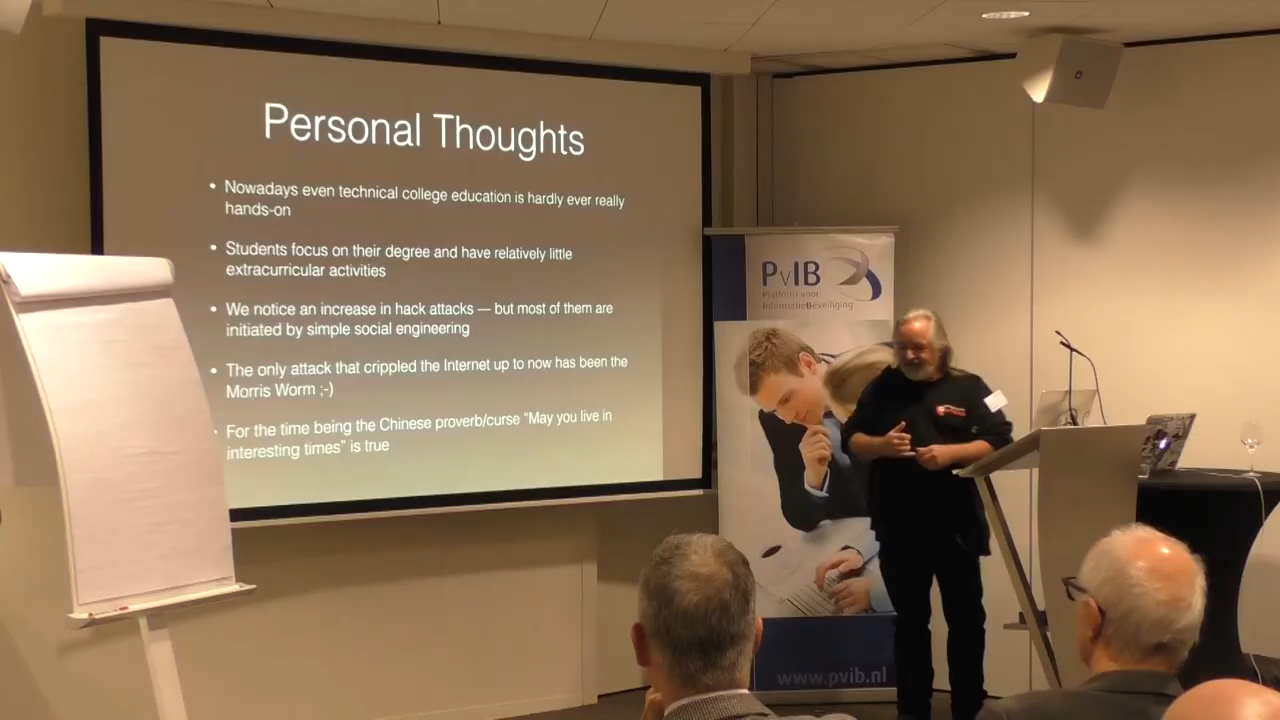 Personal Thoughts
• Nowadays even technical college education is hardly ever really
hands-on
• Students focus on their degree and have relatively little
extracurricular activities
• We notice an increase in hack attacks — but most of them are
initiated by simple social engineering
• The only attack that crippled the Internet up to now has been the
Morris Worm ;-)
• For the time being the Chinese proverb/curse “May you live in
interesting times” is true
PvIB
Platform voor
InformatieBeveiliging
www.pvib.nl